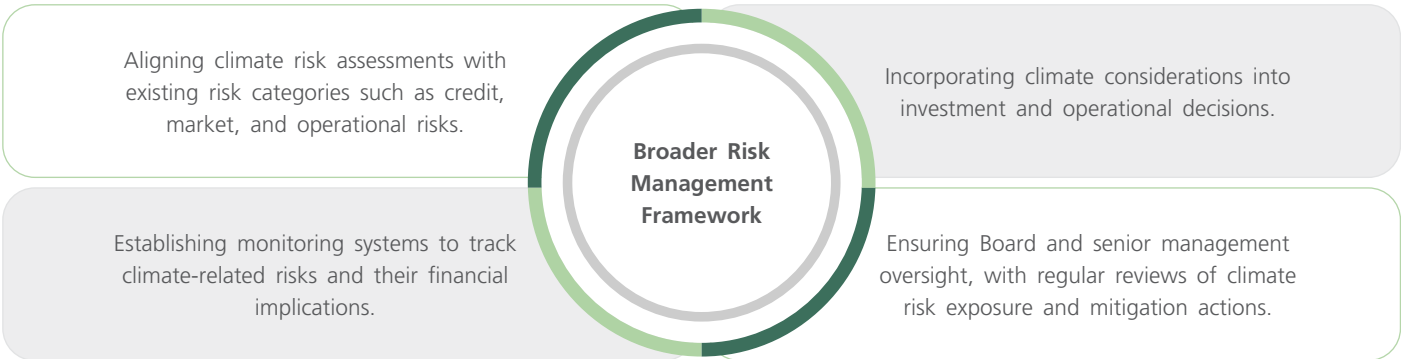 Aligning climate risk assessments with
existing risk categories such as credit,
market, and operational risks.
Incorporating climate considerations into
investment and operational decisions.
Broader Risk
Management
Framework
Establishing monitoring systems to track
climate-related risks and their financial
implications.
Ensuring Board and senior management
oversight, with regular reviews of climate
risk exposure and mitigation actions.